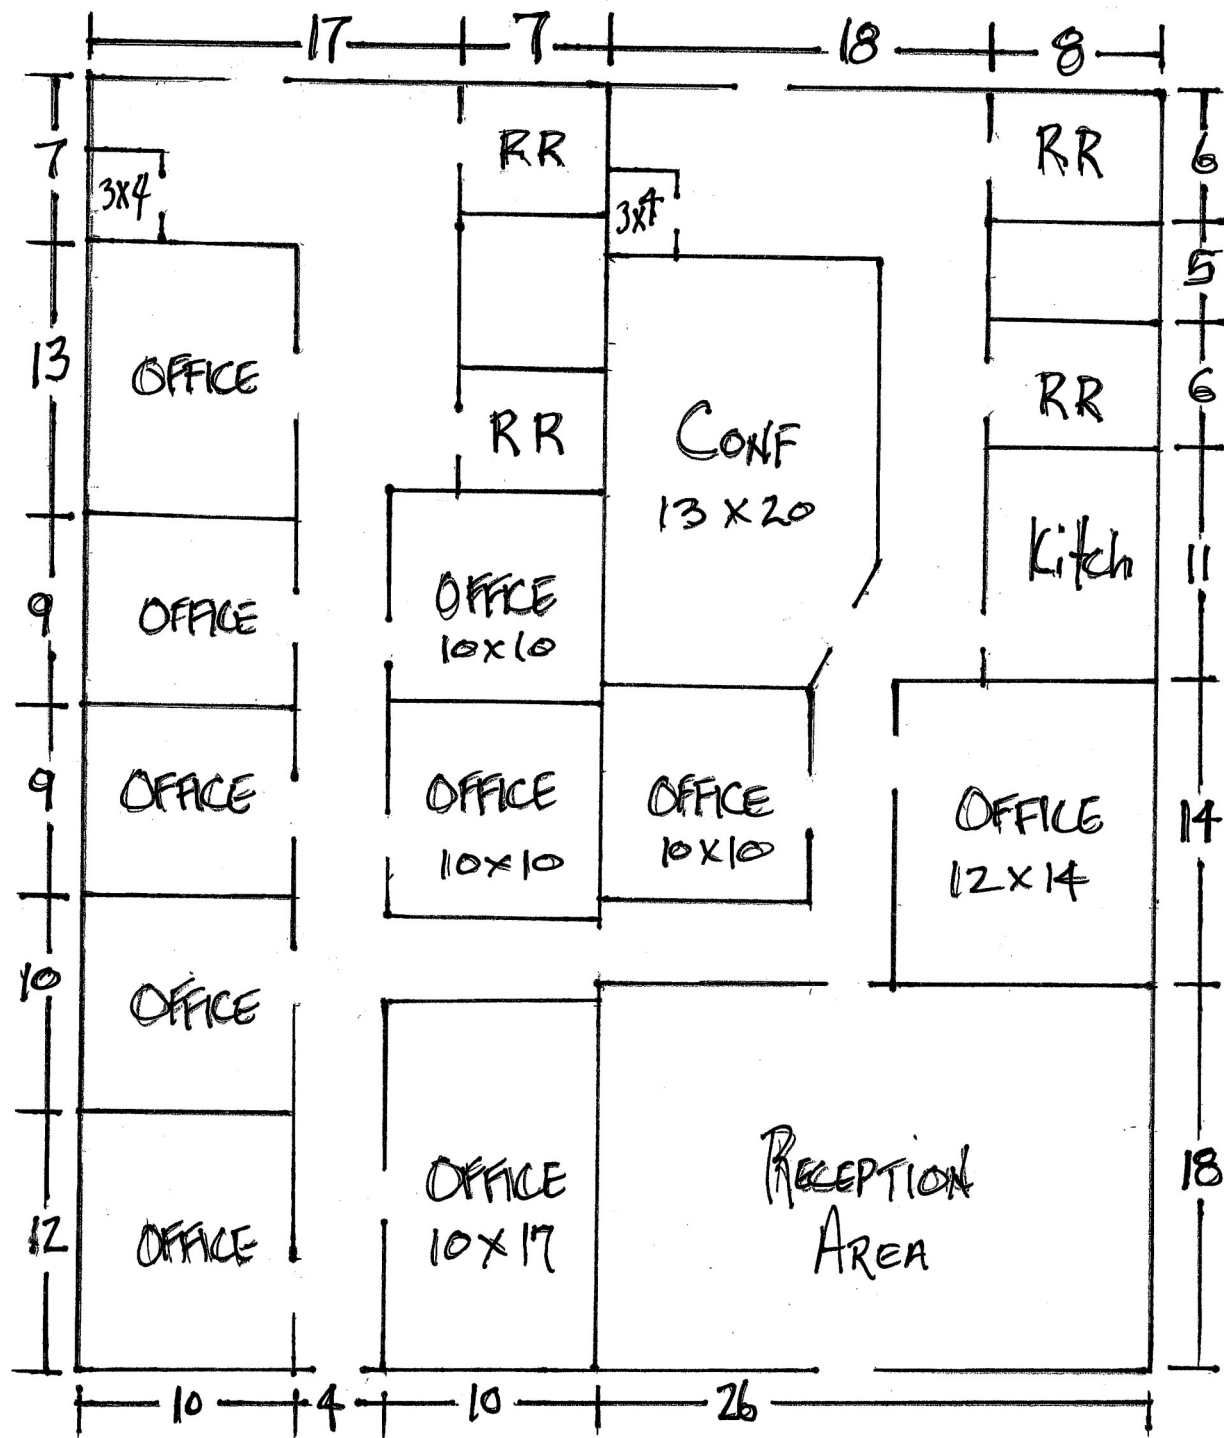 17
7
18
8
7
RR
RR
6
3x4
3x4
5
13
OFFICE
RR
CONF
13 x 20
RR
6
9
OFFICE
OFFICE
10x10
Kitch
11
9
OFFICE
OFFICE
10x10
OFFICE
10x10
OFFICE
12x14
14
10
OFFICE
12
OFFICE
OFFICE
10x17
RECEPTION
AREA
18
10
4
10
26